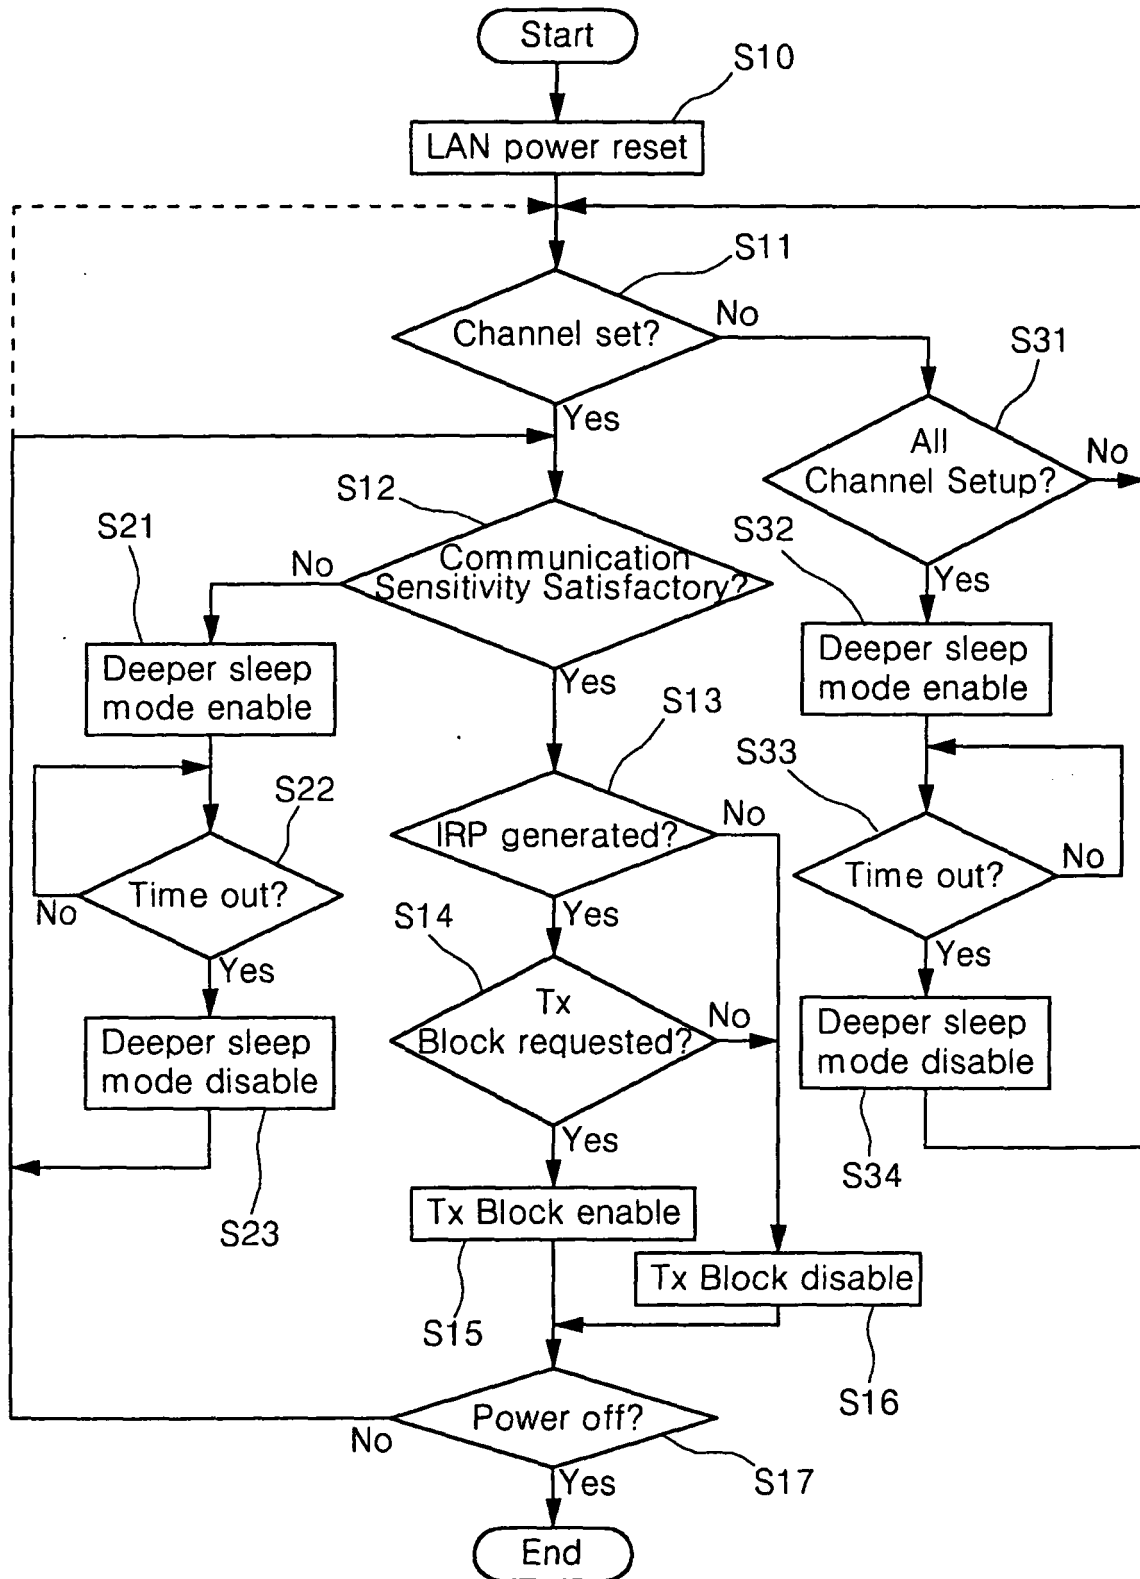 Start
S10
LAN power reset
S11
Channel set?
No
Yes
S31
All
Channel Setup?
No
Yes
S12
Communication
Sensitivity Satisfactory?
No
Yes
S21
Deeper sleep
mode enable
S32
Deeper sleep
mode enable
S13
IRP generated?
No
Yes
S22
Time out?
No
Yes
S33
Time out?
No
Yes
S14
Tx
Block requested?
No
Yes
Deeper sleep
mode disable
S23
Deeper sleep
mode disable
S34
Tx Block enable
S15
Tx Block disable
S16
Power off?
No
Yes
S17
End